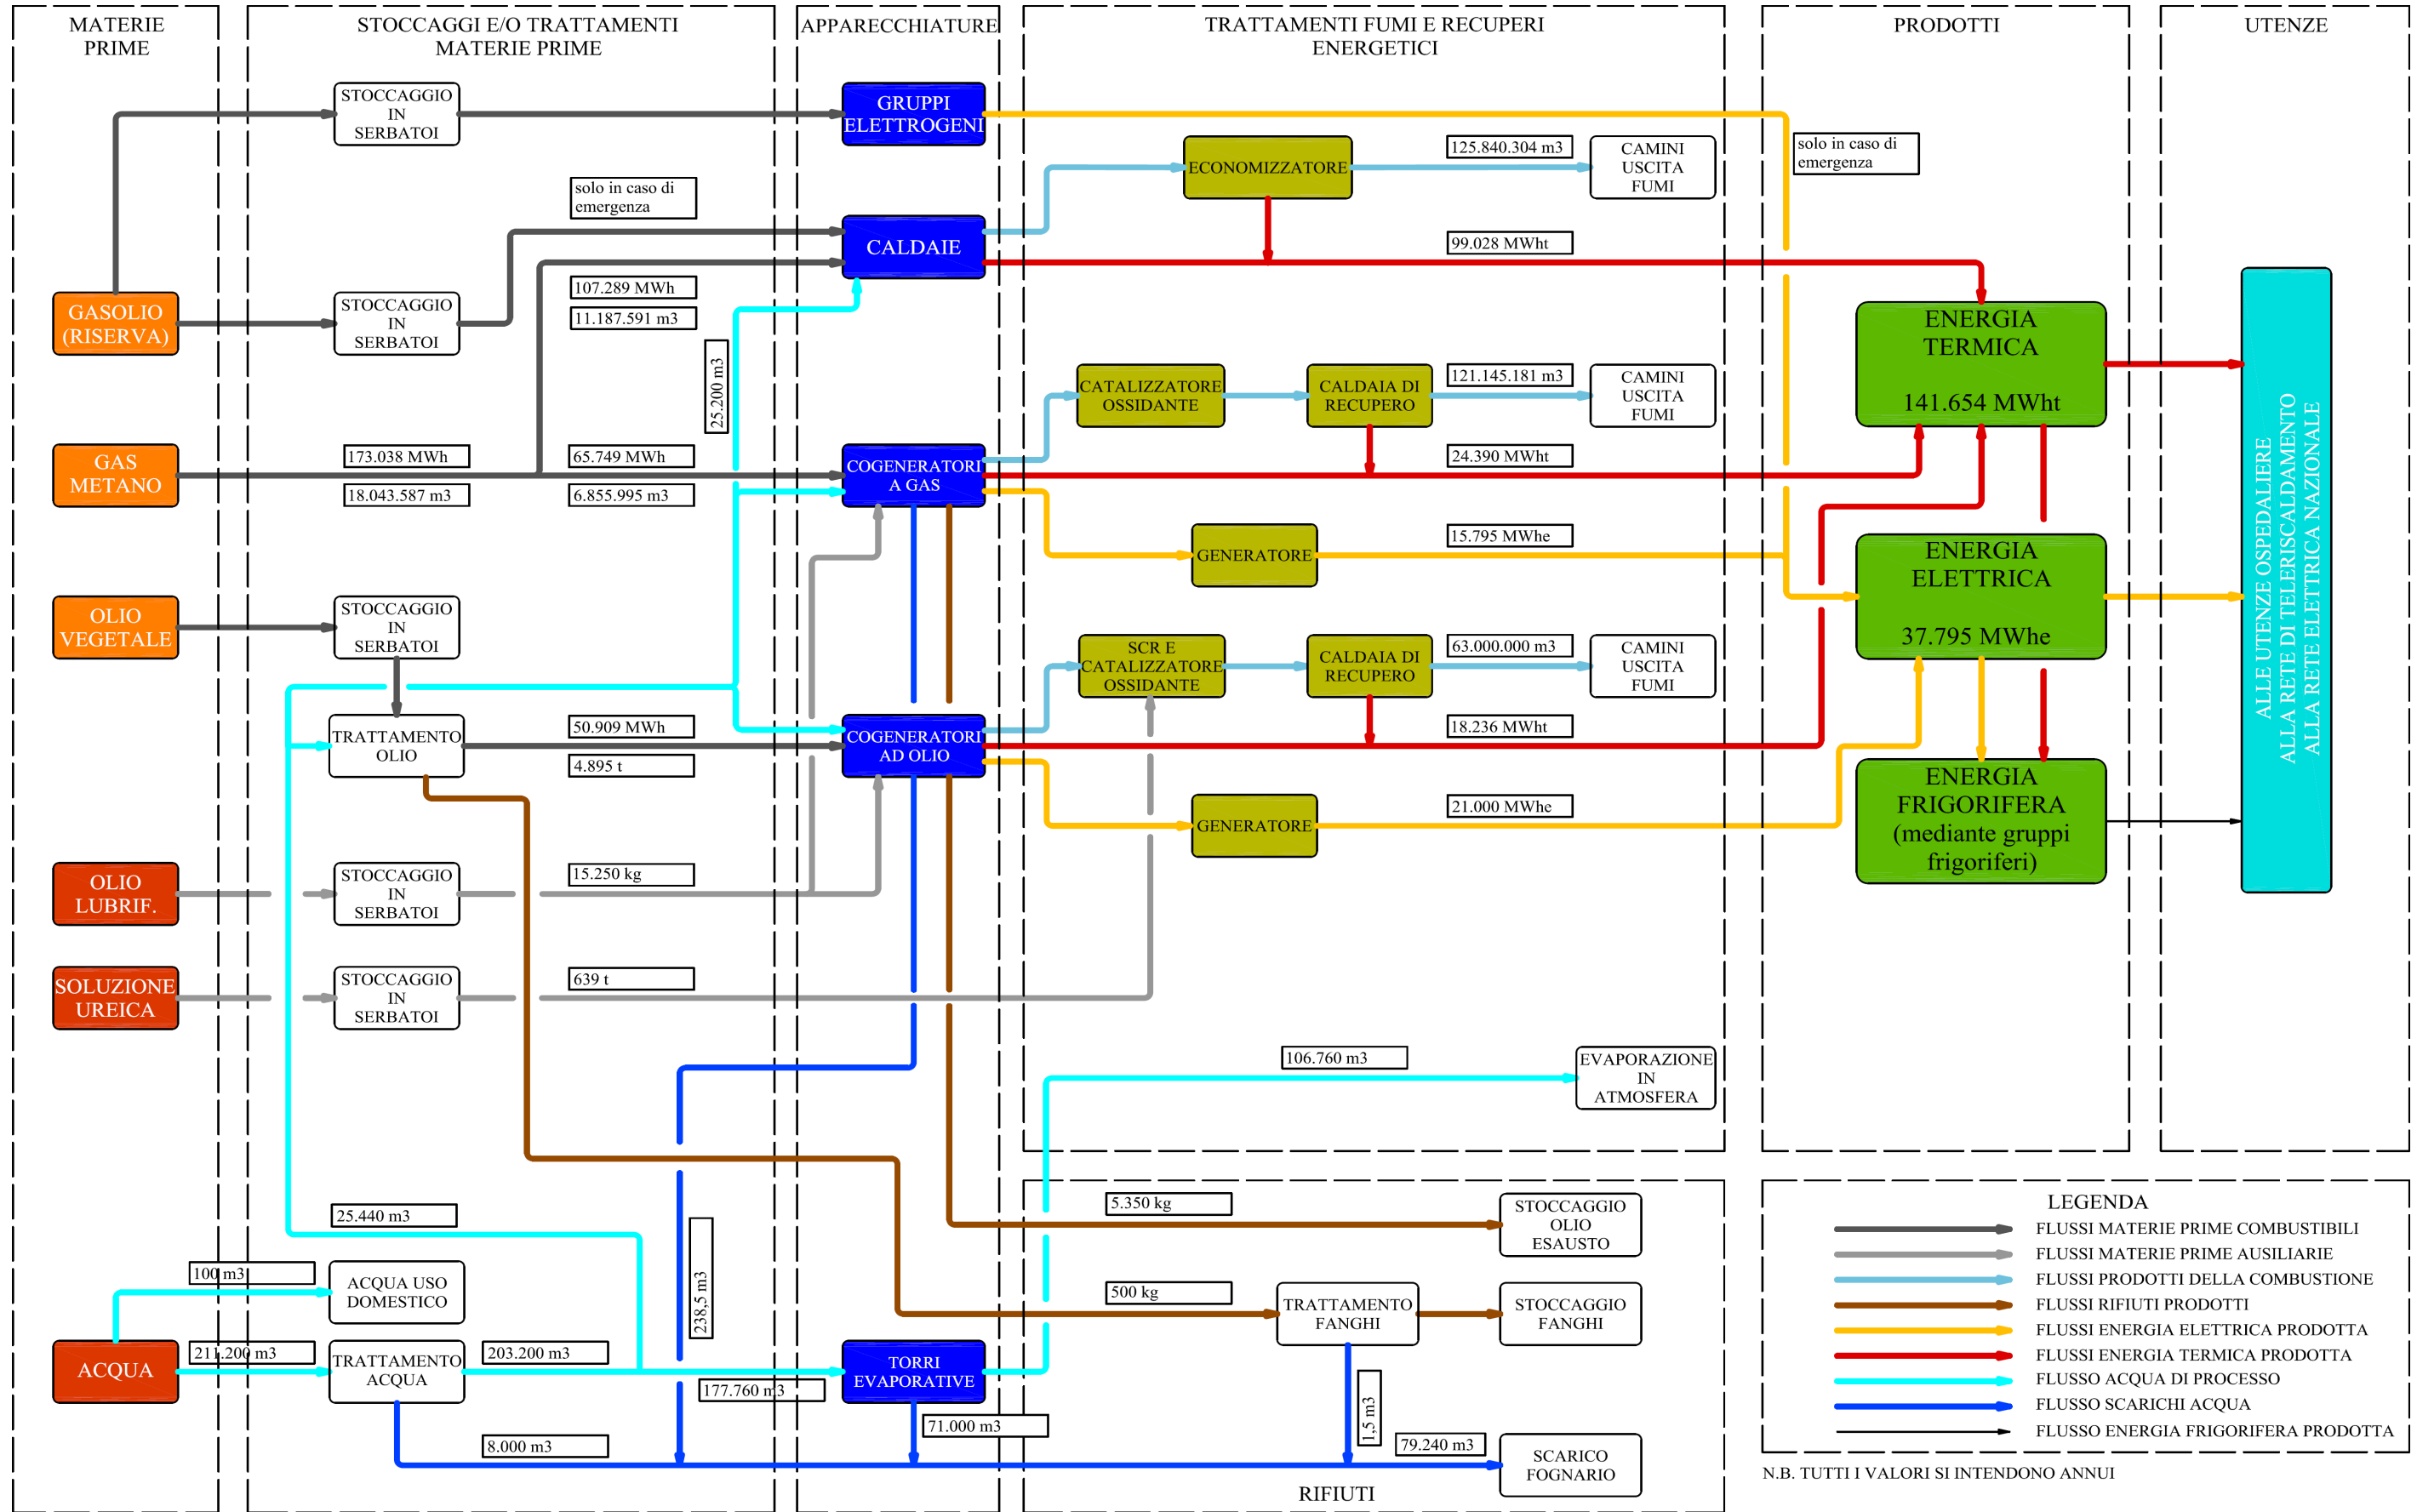 MATERIE
PRIME
STOCCAGGI E/O TRATTAMENTI
MATERIE PRIME
APPARECCHIATURE
TRATTAMENTI FUMI E RECUPERI
ENERGETICI
PRODOTTI
UTENZE
GASOLIO
(RISERVA)
GAS
METANO
OLIO
VEGETALE
OLIO
LUBRIF.
SOLUZIONE
UREICA
ACQUA
STOCCAGGIO
IN
SERBATOI
solo in caso di
emergenza
STOCCAGGIO
IN
SERBATOI
107.289 MWh
11.187.591 m3
25.200 m3
173.038 MWh
18.043.587 m3
65.749 MWh
6.855.995 m3
STOCCAGGIO
IN
SERBATOI
TRATTAMENTO
OLIO
50.909 MWh
4.895 t
STOCCAGGIO
IN
SERBATOI
15.250 kg
STOCCAGGIO
IN
SERBATOI
639 t
25.440 m3
100 m3
ACQUA USO
DOMESTICO
211.200 m3
TRATTAMENTO
ACQUA
203.200 m3
238,5 m3
177.760 m3
8.000 m3
GRUPPI
ELETTROGENI
CALDAIE
COGENERATORI
A GAS
COGENERATORI
AD OLIO
TORRI
EVAPORATIVE
71.000 m3
ECONOMIZZATORE
125.840.304 m3
CAMINI
USCITA
FUMI
99.028 MWht
CATALIZZATORE
OSSIDANTE
CALDAIA DI
RECUPERO
121.145.181 m3
CAMINI
USCITA
FUMI
24.390 MWht
GENERATORE
15.795 MWhe
SCR E
CATALIZZATORE
OSSIDANTE
CALDAIA DI
RECUPERO
63.000.000 m3
CAMINI
USCITA
FUMI
18.236 MWht
GENERATORE
21.000 MWhe
106.760 m3
EVAPORAZIONE
IN
ATMOSFERA
5.350 kg
STOCCAGGIO
OLIO
ESAUSTO
500 kg
TRATTAMENTO
FANGHI
STOCCAGGIO
FANGHI
1,5 m3
79.240 m3
SCARICO
FOGNARIO
RIFIUTI
solo in caso di
emergenza
ENERGIA
TERMICA
141.654 MWht
ENERGIA
ELETTRICA
37.795 MWhe
ENERGIA
FRIGORIFERA
(mediante gruppi
frigoriferi)
ALLE UTENZE OSPEDALIERE
ALLA RETE DI TELERISCALDAMENTO
ALLA RETE ELETTRICA NAZIONALE
LEGENDA
FLUSSI MATERIE PRIME COMBUSTIBILI
FLUSSI MATERIE PRIME AUSILIARIE
FLUSSI PRODOTTI DELLA COMBUSTIONE
FLUSSI RIFIUTI PRODOTTI
FLUSSI ENERGIA ELETTRICA PRODOTTA
FLUSSI ENERGIA TERMICA PRODOTTA
FLUSSO ACQUA DI PROCESSO
FLUSSO SCARICHI ACQUA
FLUSSO ENERGIA FRIGORIFERA PRODOTTA
N.B. TUTTI I VALORI SI INTENDONO ANNUI